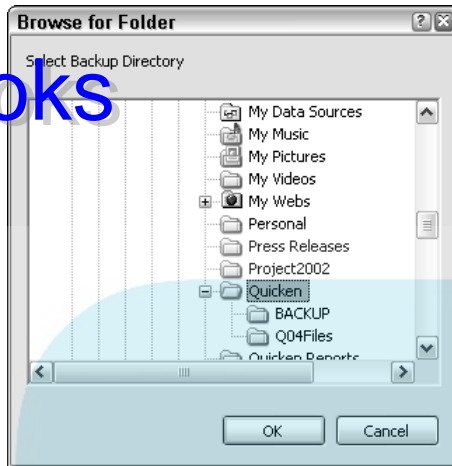 Browse for Folder
Select Backup Directory
oks
My Data Sources
My Music
My Pictures
My Videos
My Webs
Personal
Press Releases
Project2002
Quicken
BACKUP
Q04Files
Quicken Reports
OK
Cancel